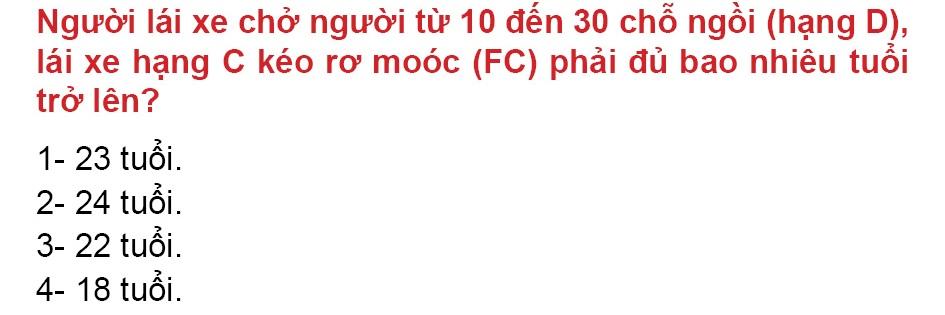 Người lái xe chở người từ 10 đến 30 chỗ ngồi (hạng D),
lái xe hạng C kéo rơ moóc (FC) phải đủ bao nhiêu tuổi
trở lên?
1- 23 tuổi.
2- 24 tuổi.
3- 22 tuổi.
4- 18 tuổi.